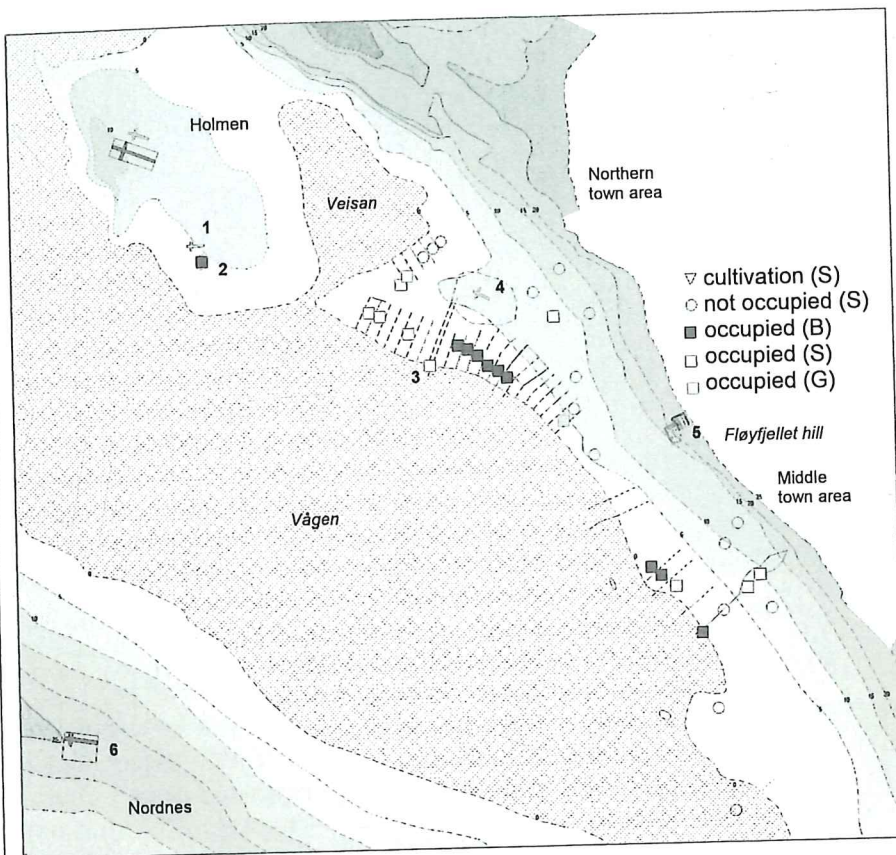 Holmen
1
2
Veisan
Northern
town area
4
3
▽ cultivation (S)
○ not occupied (S)
■ occupied (B)
□ occupied (S)
□ occupied (G)
5
Fløyfjellet hill
Middle
town area
Vågen
6
Nordnes